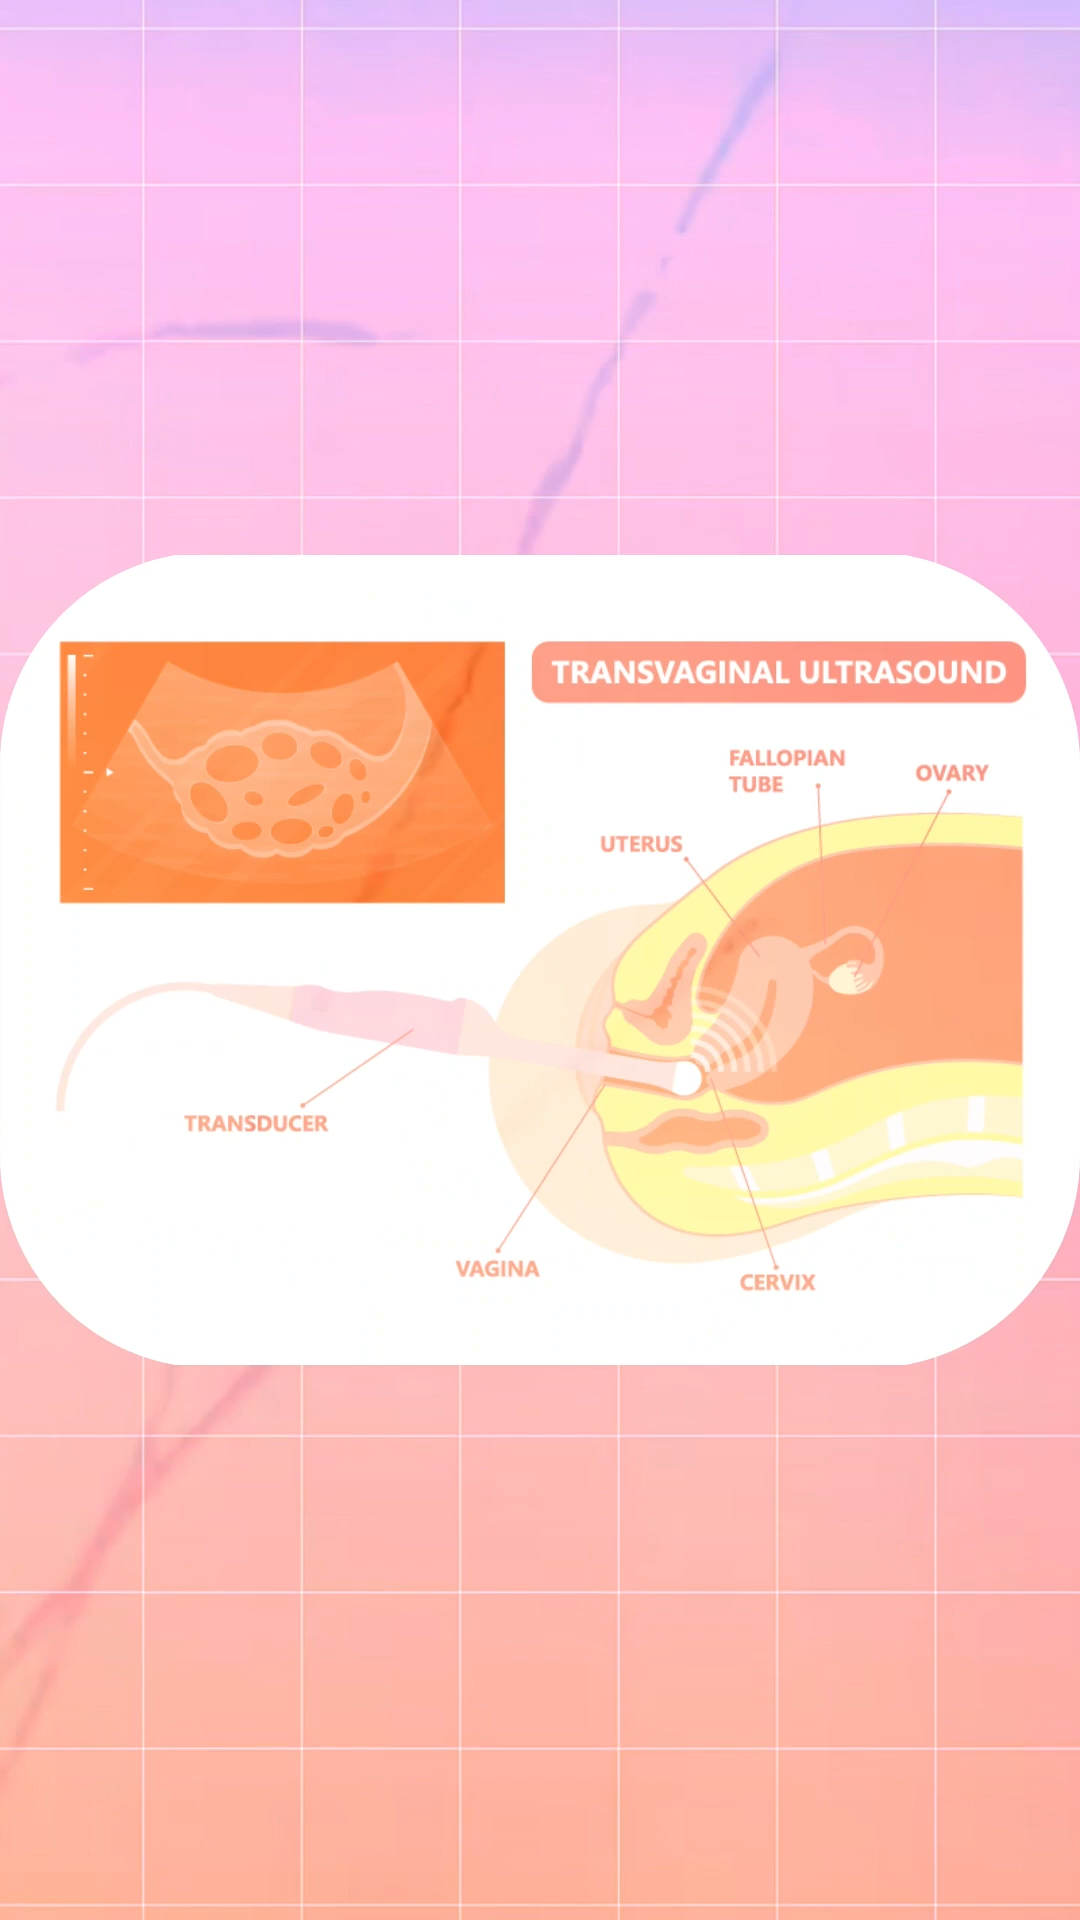 TRANSVAGINAL ULTRASOUND
FALLOPIAN
TUBE
OVARY
UTERUS
TRANSDUCER
VAGINA
CERVIX